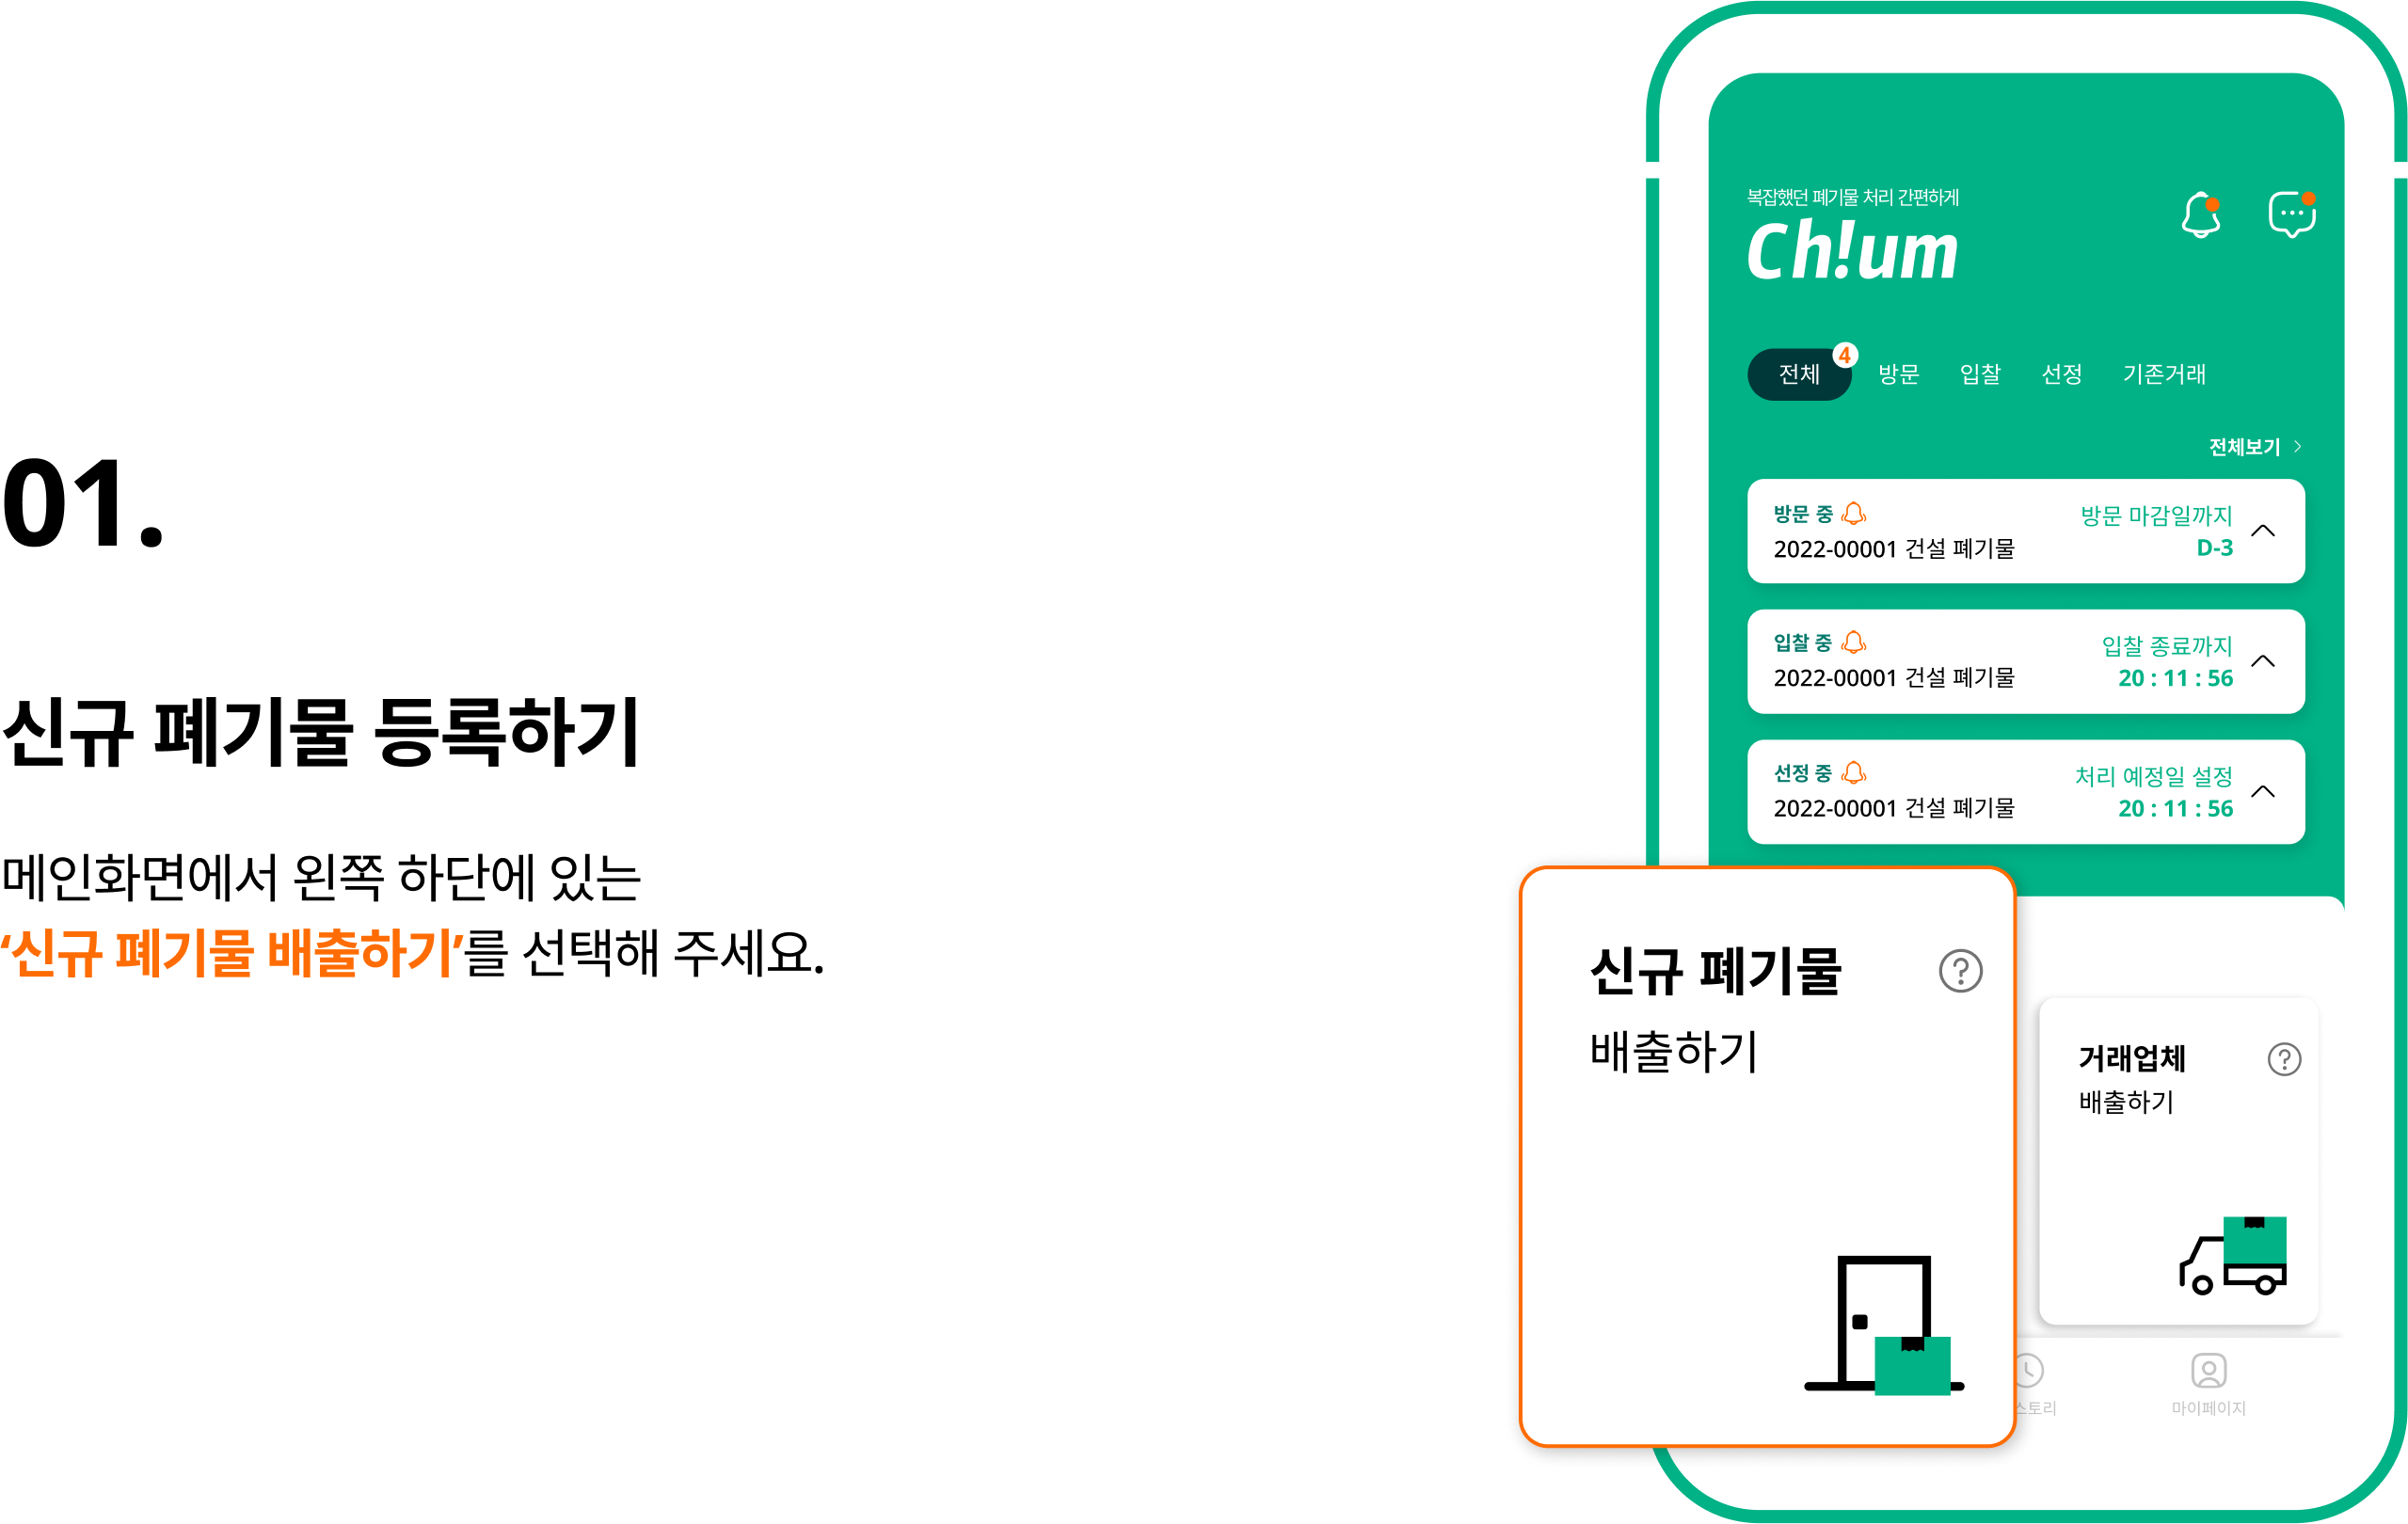 01.
신규 폐기물 등록하기
메인화면에서 왼쪽 하단에 있는
‘신규 폐기물 배출하기’를 선택해 주세요.
복잡했던 폐기물 처리 간편하게
Ch!um
전체 4 방문 입찰 선정 기존거래
전체보기
방문 중
2022-00001 건설 폐기물
방문 마감일까지
D-3
입찰 중
2022-00001 건설 폐기물
입찰 종료까지
20 : 11 : 56
선정 중
2022-00001 건설 폐기물
처리 예정일 설정
20 : 11 : 56
신규 폐기물
배출하기
거래업체
배출하기
스토리
마이페이지